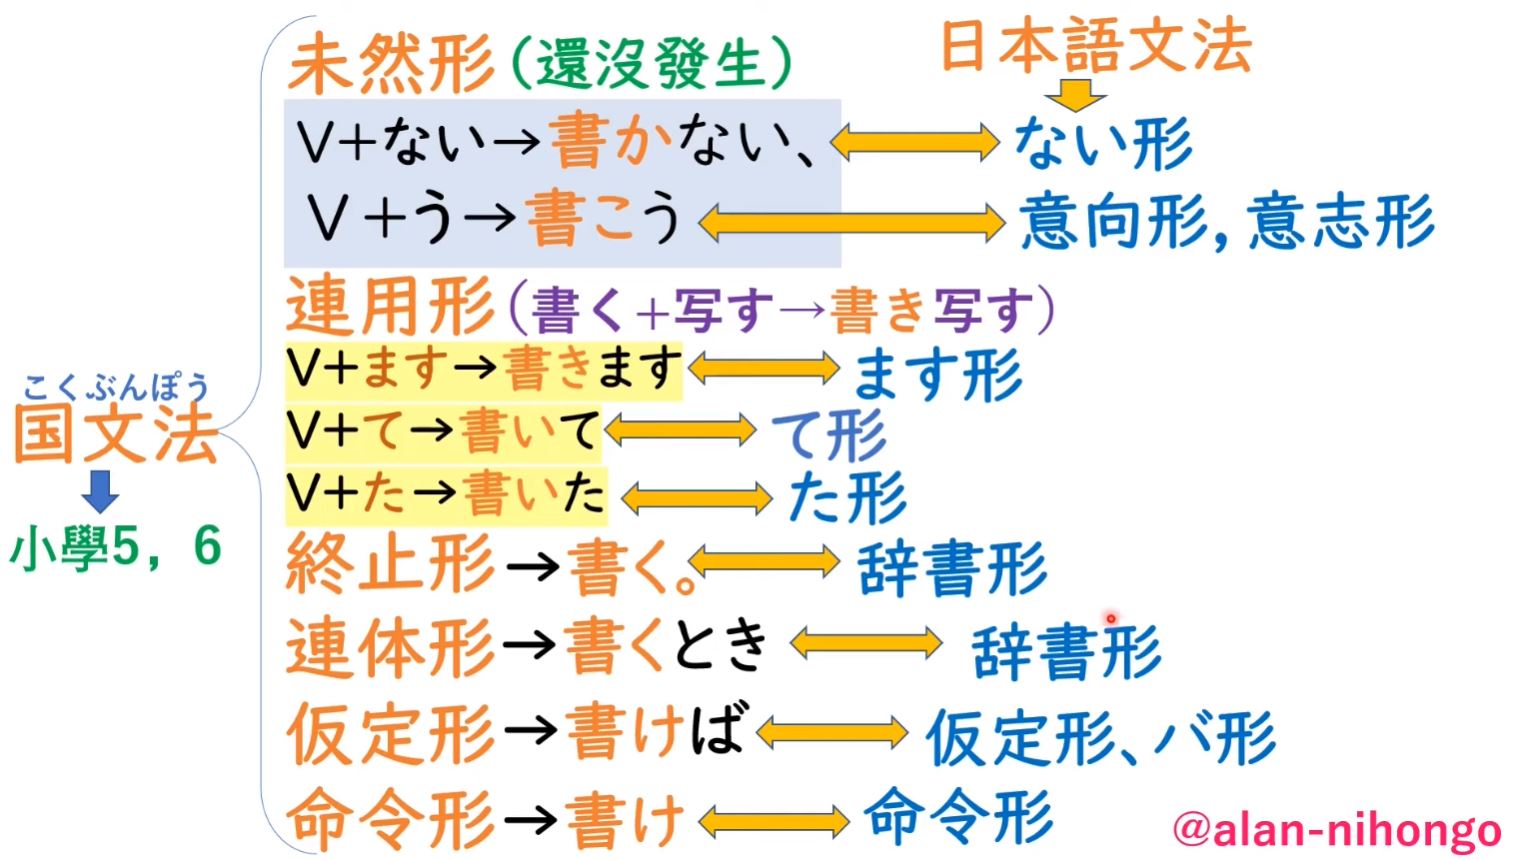 未然形(還沒發生)
日本語文法
V+ない→書かない、
ない形
V+う→書こう
意向形,意志形
連用形(書く+写す→書き写す)
V+ます→書きます
ます形
こくぶんぽう
国文法
V+て→書いて
て形
V+た→書いた
た形
小學5，6
終止形→書く。
辞書形
連体形→書くとき
辞書形
仮定形→書けば
仮定形、バ形
命令形→書け
命令形
@alan-nihongo